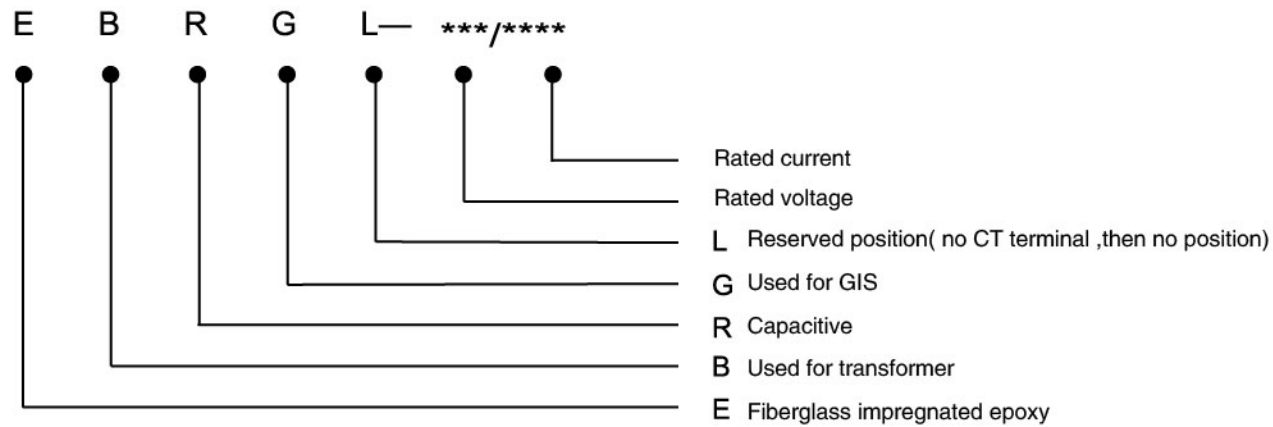 E B R G L— ***/****
Rated current
Rated voltage
L Reserved position( no CT terminal ,then no position)
G Used for GIS
R Capacitive
B Used for transformer
E Fiberglass impregnated epoxy